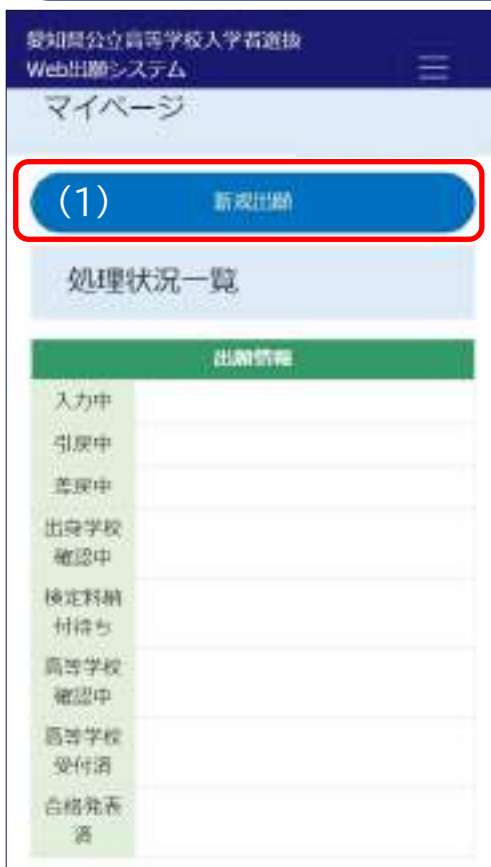 愛知県公立高等学校入学者選抜
Web出願システム
マイページ
(1) 新規出願
処理状況一覧
出願情報
入力中
引戻中
差戻中
出身学校
確認中
検定料納
付待ち
高等学校
確認中
高等学校
受付済
合格発表
済